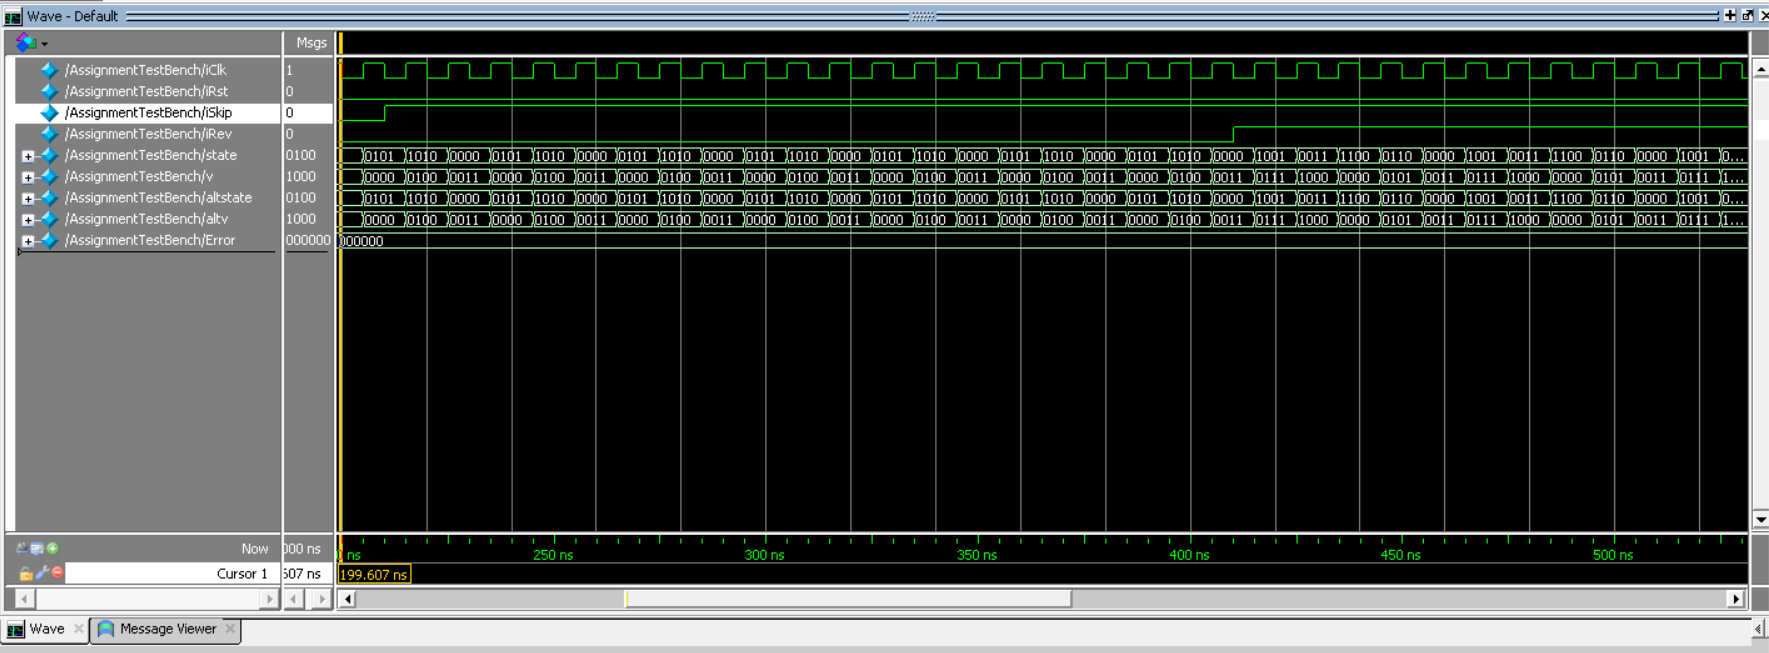 Wave - Default
Msgs
/AssignmentTestBench/iClk 1
/AssignmentTestBench/iRst 0
/AssignmentTestBench/iSkip 0
/AssignmentTestBench/iRev 0
/AssignmentTestBench/state 0100 0101 1010 0000 0101 1010 0000 0101 1010 0000 0101 1010 0000 0101 1010 0000 0101 1010 0000 0101 1010 0000 1001 0011 1100 0110 0000 1001 0011 1100 0110 0000 1001 0...
/AssignmentTestBench/v 1000 0000 0100 0011 0000 0100 0011 0000 0100 0011 0000 0100 0011 0000 0100 0011 0000 0100 0011 0000 0100 0011 0111 1000 0000 0101 0011 0111 1000 0000 0101 0011 0111 1...
/AssignmentTestBench/altstate 0100 0101 1010 0000 0101 1010 0000 0101 1010 0000 0101 1010 0000 0101 1010 0000 0101 1010 0000 0101 1010 0000 1001 0011 1100 0110 0000 1001 0011 1100 0110 0000 1001 0...
/AssignmentTestBench/altv 1000 0000 0100 0011 0000 0100 0011 0000 0100 0011 0000 0100 0011 0000 0100 0011 0000 0100 0011 0000 0100 0011 0111 1000 0000 0101 0011 0111 1000 0000 0101 0011 0111 1...
/AssignmentTestBench/Error 000000 000000
Now 000 ns ns 250 ns 300 ns 350 ns 400 ns 450 ns 500 ns
Cursor 1 607 ns 199.607 ns
Wave Message Viewer